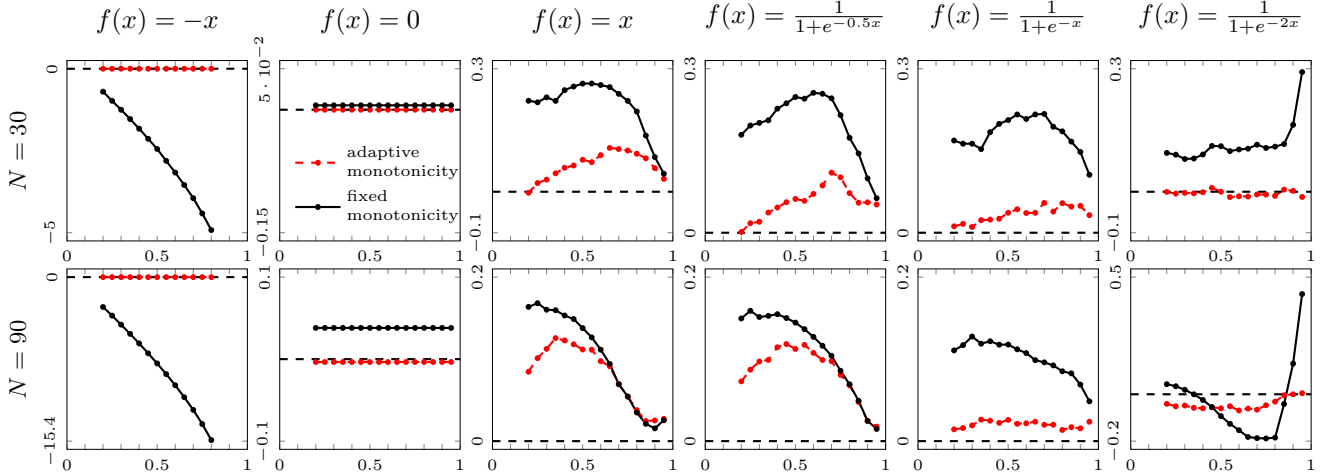 f(x) = −x
f(x) = 0
f(x) = x
f(x) = 1/(1+e^{−0.5x})
f(x) = 1/(1+e^{−x})
f(x) = 1/(1+e^{−2x})
N = 30
0
−5
0 0.5 1
5 · 10^{−2}
−0.15
0 0.5 1
adaptive
monotonicity
fixed
monotonicity
0.3
−0.1
0 0.5 1
0.3
0
0 0.5 1
0.3
0
0 0.5 1
0.3
−0.1
0 0.5 1
N = 90
0
−15.4
0 0.5 1
0.1
−0.1
0 0.5 1
0.2
0
0 0.5 1
0.2
0
0 0.5 1
0.2
0
0 0.5 1
0.5
−0.2
0 0.5 1